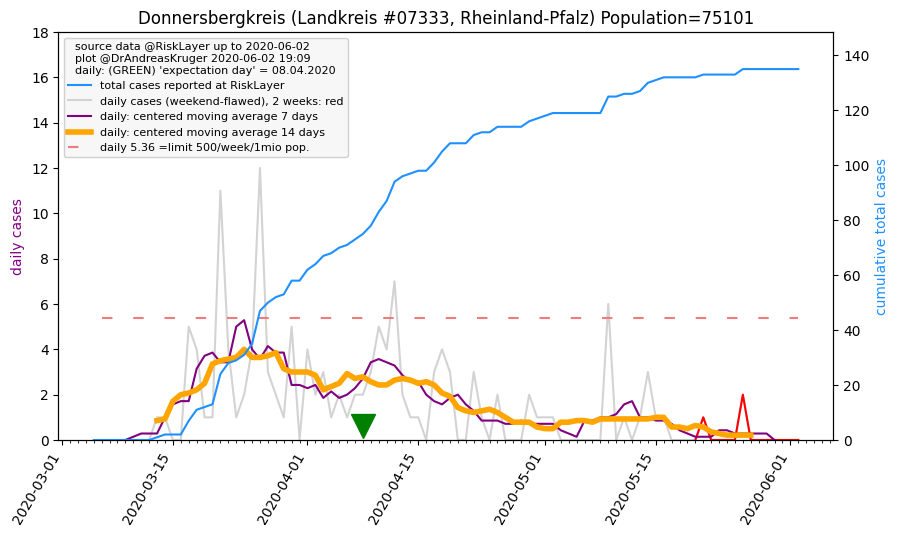 Donnersbergkreis (Landkreis #07333, Rheinland-Pfalz) Population=75101
source data @RiskLayer up to 2020-06-02
plot @DrAndreasKruger 2020-06-02 19:09
daily: (GREEN) 'expectation day' = 08.04.2020
total cases reported at RiskLayer
daily cases (weekend-flawed), 2 weeks: red
daily: centered moving average 7 days
daily: centered moving average 14 days
daily 5.36 =limit 500/week/1mio pop.
daily cases
18
16
14
12
10
8
6
4
2
0
cumulative total cases
140
120
100
80
60
40
20
0
2020-03-01
2020-03-15
2020-04-01
2020-04-15
2020-05-01
2020-05-15
2020-06-01